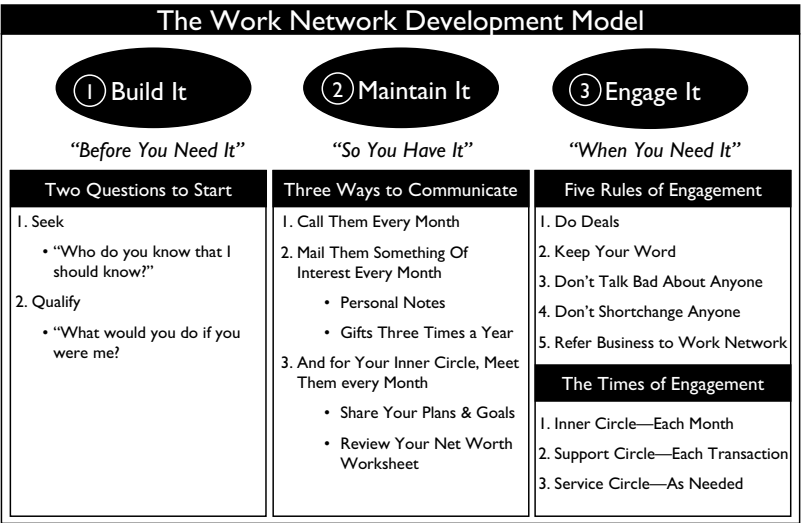 The Work Network Development Model
1 Build It
“Before You Need It”
Two Questions to Start
1. Seek
• “Who do you know that I
should know?”
2. Qualify
• “What would you do if you
were me?
2 Maintain It
“So You Have It”
Three Ways to Communicate
1. Call Them Every Month
2. Mail Them Something Of
Interest Every Month
• Personal Notes
• Gifts Three Times a Year
3. And for Your Inner Circle, Meet
Them every Month
• Share Your Plans & Goals
• Review Your Net Worth
Worksheet
3 Engage It
“When You Need It”
Five Rules of Engagement
1. Do Deals
2. Keep Your Word
3. Don’t Talk Bad About Anyone
4. Don’t Shortchange Anyone
5. Refer Business to Work Network
The Times of Engagement
1. Inner Circle—Each Month
2. Support Circle—Each Transaction
3. Service Circle—As Needed